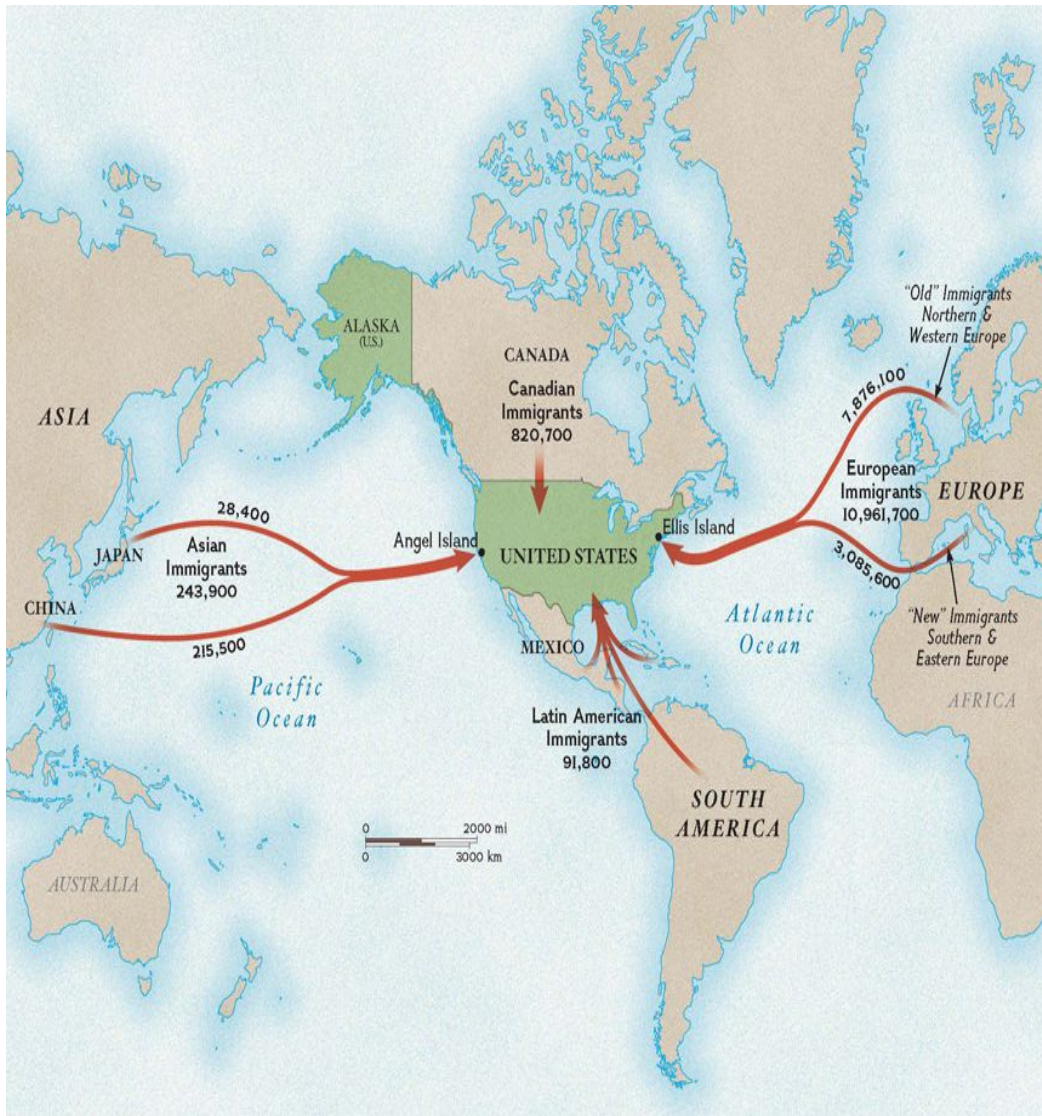 "Old" Immigrants
Northern &
Western Europe
ALASKA
(U.S.)
CANADA
Canadian
Immigrants
820,700
7,876,100
ASIA
European
Immigrants
10,961,700
EUROPE
28,400
JAPAN
Asian
Immigrants
243,900
Angel Island
Ellis Island
UNITED STATES
3,085,600
CHINA
215,500
MEXICO
Atlantic
Ocean
"New" Immigrants
Southern &
Eastern Europe
Pacific
Ocean
AFRICA
Latin American
Immigrants
91,800
SOUTH
AMERICA
0 2000 mi
0 3000 km
AUSTRALIA